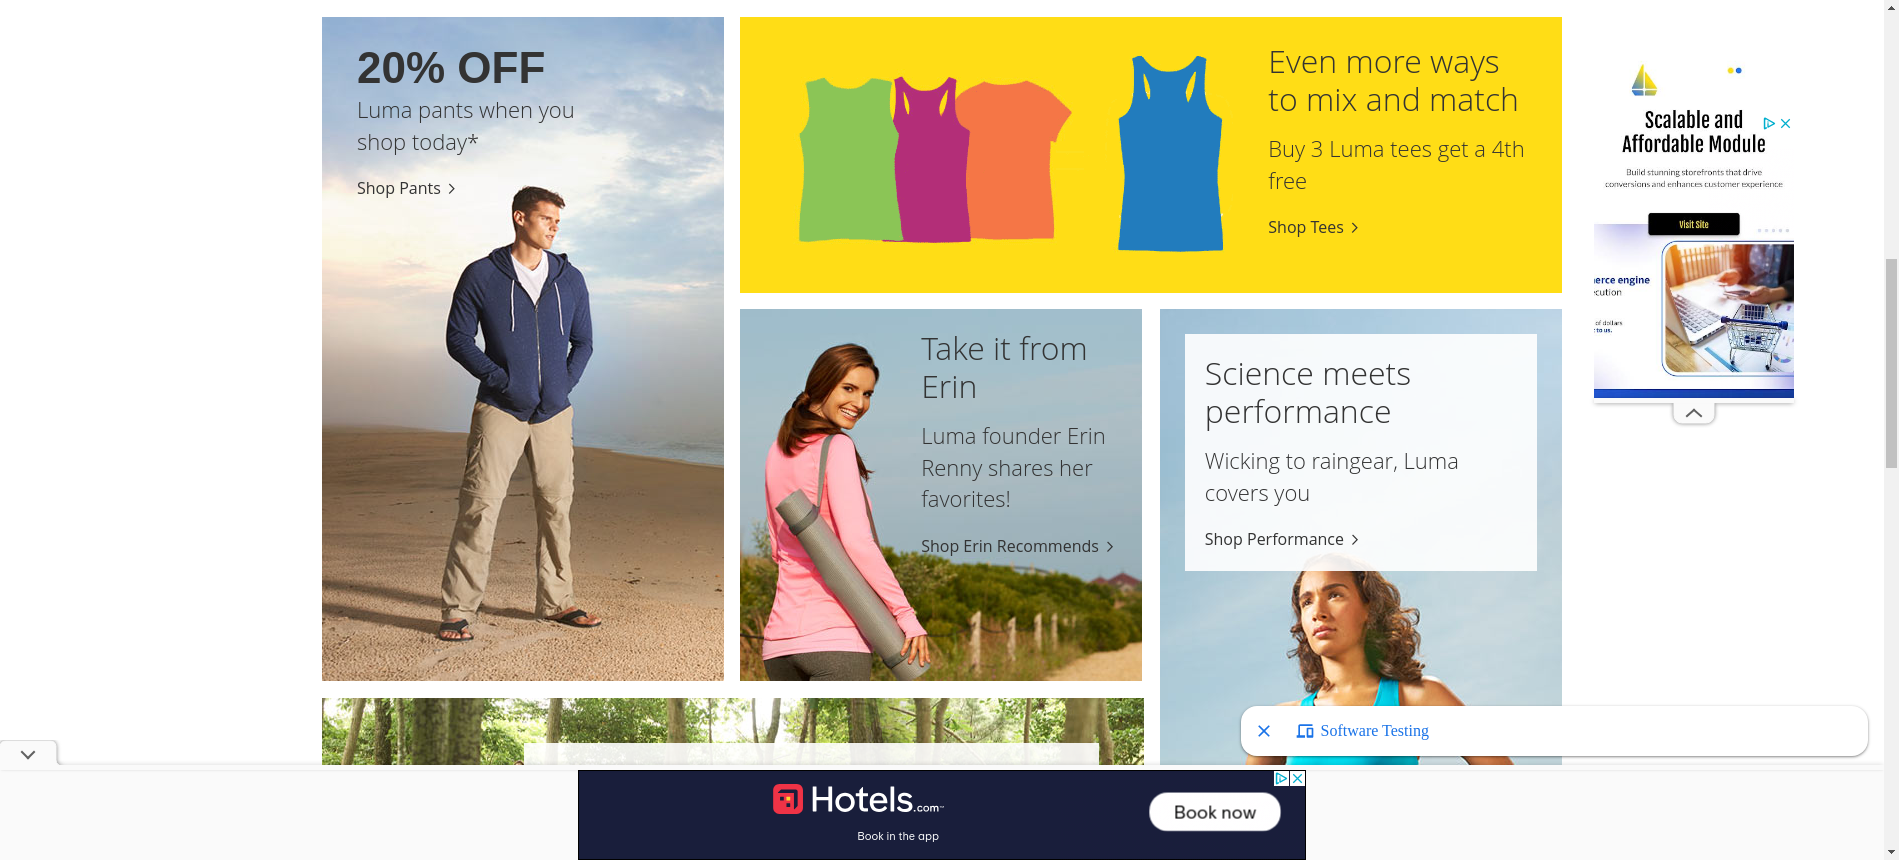 20% OFF
Luma pants when you
shop today*
Shop Pants
Even more ways
to mix and match
Buy 3 Luma tees get a 4th
free
Shop Tees
Take it from
Erin
Luma founder Erin
Renny shares her
favorites!
Shop Erin Recommends
Science meets
performance
Wicking to raingear, Luma
covers you
Shop Performance
Scalable and
Affordable Module
Build stunning storefronts that drive
conversions and enhances customer experience
Visit Site
engine
of dollars
to us.
Software Testing
Hotels.com
Book in the app
Book now